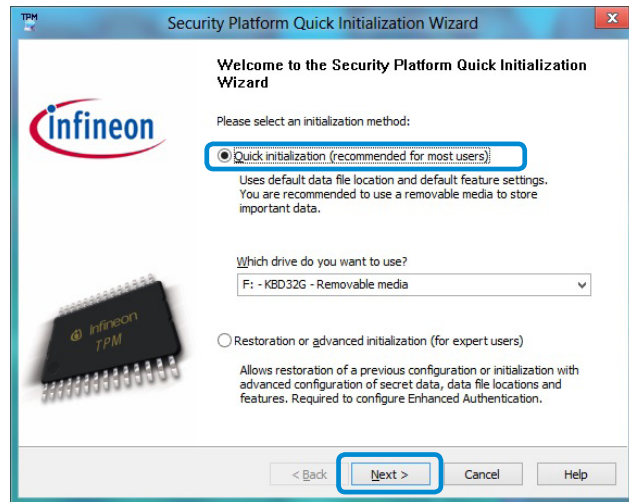 TPM
Security Platform Quick Initialization Wizard
X
Welcome to the Security Platform Quick Initialization
Wizard
infineon
Please select an initialization method:
Quick initialization (recommended for most users)
Uses default data file location and default feature settings.
You are recommended to use a removable media to store
important data.
Which drive do you want to use?
F: - KBD32G - Removable media
infineon
TPM
Restoration or advanced initialization (for expert users)
Allows restoration of a previous configuration or initialization with
advanced configuration of secret data, data file locations and
features. Required to configure Enhanced Authentication.
< Back Next > Cancel Help